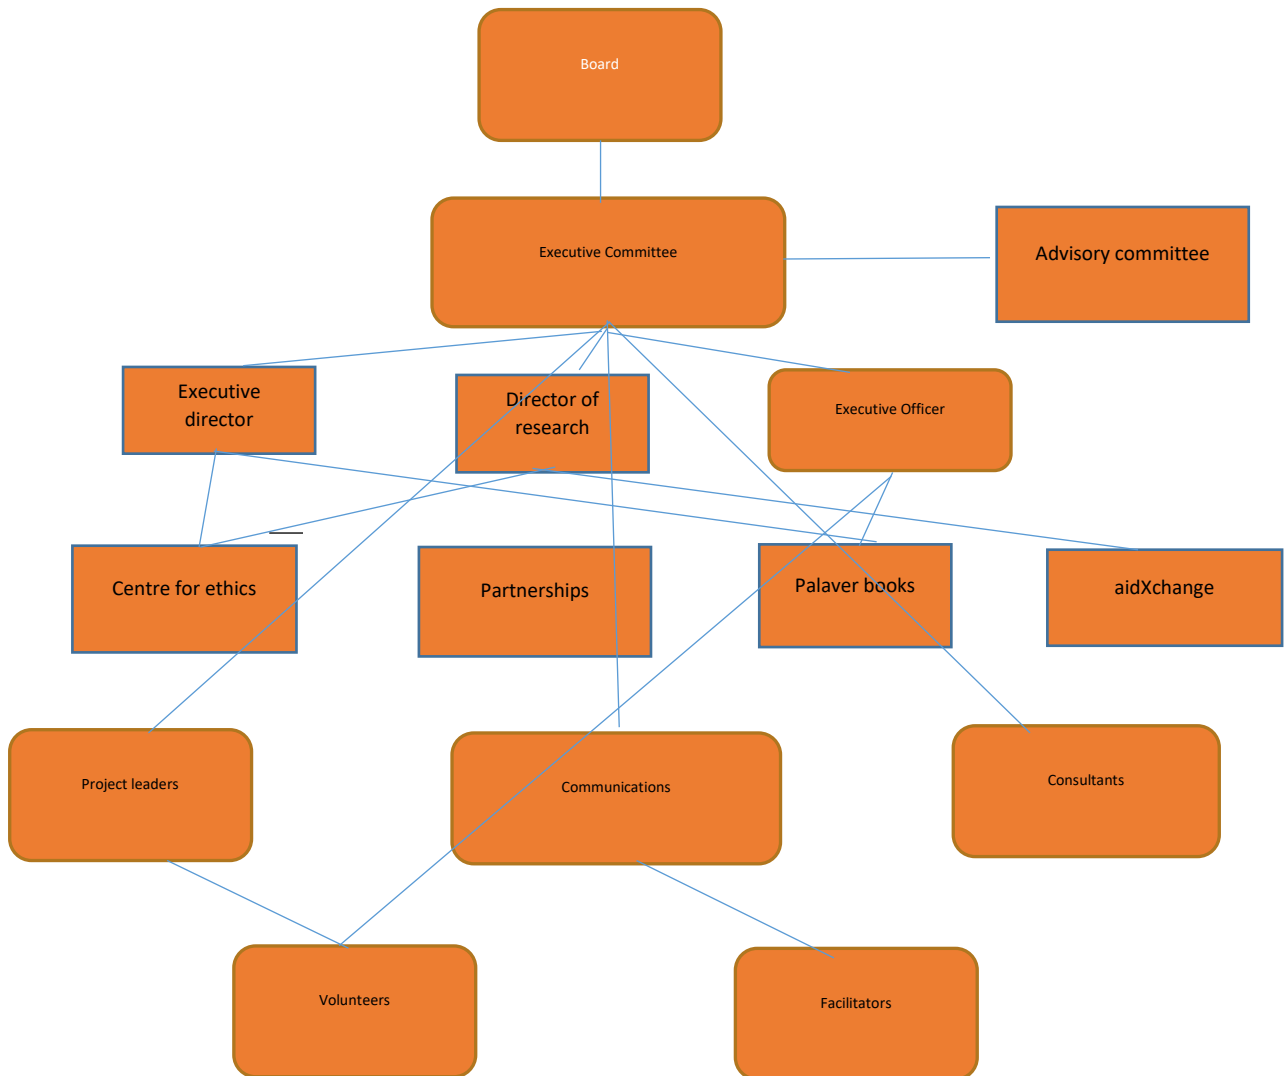 Board
Executive Committee
Advisory committee
Executive
director
Director of
research
Executive Officer
Centre for ethics
Partnerships
Palaver books
aidXchange
Project leaders
Communications
Consultants
Volunteers
Facilitators